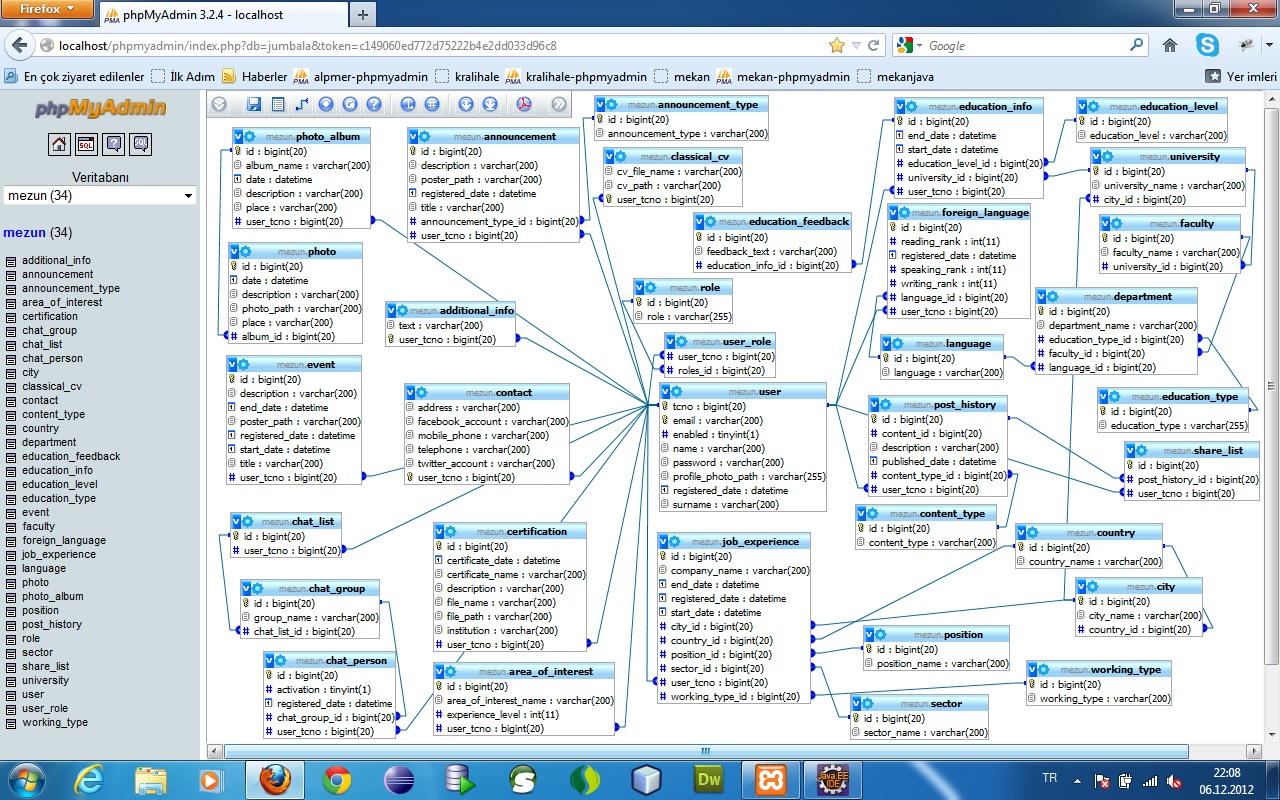 Firefox
phpMyAdmin 3.2.4 - localhost
localhost/phpmyadmin/index.php?db=jumbala&token=c149060ed772d75222b4e2dd033d96c8
Google
En çok ziyaret edilenler
İlk Adım
Haberler
alpmer-phpmyadmin
kralihale
kralihale-phpmyadmin
mekan
mekan-phpmyadmin
mekanjava
Yer imleri
phpMyAdmin
SQL
Veritabanı
mezun (34)
mezun (34)
additional_info
announcement
announcement_type
area_of_interest
certification
chat_group
chat_list
chat_person
city
classical_cv
contact
content_type
country
department
education_feedback
education_info
education_level
education_type
event
faculty
foreign_language
job_experience
language
photo
photo_album
position
post_history
role
sector
share_list
university
user
user_role
working_type
mezun.photo_album
id : bigint(20)
album_name : varchar(200)
date : datetime
description : varchar(200)
place : varchar(200)
user_tcno : bigint(20)
mezun.announcement
id : bigint(20)
description : varchar(200)
poster_path : varchar(200)
registered_date : datetime
title : varchar(200)
announcement_type_id : bigint(20)
user_tcno : bigint(20)
mezun.announcement_type
id : bigint(20)
announcement_type : varchar(200)
mezun.classical_cv
cv_file_name : varchar(200)
cv_path : varchar(200)
user_tcno : bigint(20)
mezun.education_feedback
id : bigint(20)
feedback_text : varchar(200)
education_info_id : bigint(20)
mezun.education_info
id : bigint(20)
end_date : datetime
start_date : datetime
education_level_id : bigint(20)
university_id : bigint(20)
user_tcno : bigint(20)
mezun.education_level
id : bigint(20)
education_level : varchar(200)
mezun.university
id : bigint(20)
university_name : varchar(200)
city_id : bigint(20)
mezun.foreign_language
id : bigint(20)
reading_rank : int(11)
registered_date : datetime
speaking_rank : int(11)
writing_rank : int(11)
language_id : bigint(20)
user_tcno : bigint(20)
mezun.faculty
id : bigint(20)
faculty_name : varchar(200)
university_id : bigint(20)
mezun.photo
id : bigint(20)
date : datetime
description : varchar(200)
photo_path : varchar(200)
place : varchar(200)
album_id : bigint(20)
mezun.additional_info
text : varchar(200)
user_tcno : bigint(20)
mezun.role
id : bigint(20)
role : varchar(255)
mezun.user_role
user_tcno : bigint(20)
roles_id : bigint(20)
mezun.language
id : bigint(20)
language : varchar(200)
mezun.department
id : bigint(20)
department_name : varchar(200)
education_type_id : bigint(20)
faculty_id : bigint(20)
language_id : bigint(20)
mezun.event
id : bigint(20)
description : varchar(200)
end_date : datetime
poster_path : varchar(200)
registered_date : datetime
start_date : datetime
title : varchar(200)
user_tcno : bigint(20)
mezun.contact
address : varchar(200)
facebook_account : varchar(200)
mobile_phone : varchar(200)
telephone : varchar(200)
twitter_account : varchar(200)
user_tcno : bigint(20)
mezun.user
tcno : bigint(20)
email : varchar(200)
enabled : tinyint(1)
name : varchar(200)
password : varchar(200)
profile_photo_path : varchar(255)
registered_date : datetime
surname : varchar(200)
mezun.post_history
id : bigint(20)
content_id : bigint(20)
description : varchar(200)
published_date : datetime
content_type_id : bigint(20)
user_tcno : bigint(20)
mezun.education_type
id : bigint(20)
education_type : varchar(255)
mezun.share_list
id : bigint(20)
post_history_id : bigint(20)
user_tcno : bigint(20)
mezun.chat_list
id : bigint(20)
user_tcno : bigint(20)
mezun.certification
id : bigint(20)
certificate_date : datetime
certificate_name : varchar(200)
description : varchar(200)
file_name : varchar(200)
file_path : varchar(200)
institution : varchar(200)
user_tcno : bigint(20)
mezun.job_experience
id : bigint(20)
company_name : varchar(200)
end_date : datetime
registered_date : datetime
start_date : datetime
city_id : bigint(20)
country_id : bigint(20)
position_id : bigint(20)
sector_id : bigint(20)
user_tcno : bigint(20)
working_type_id : bigint(20)
mezun.content_type
id : bigint(20)
content_type : varchar(200)
mezun.country
id : bigint(20)
country_name : varchar(200)
mezun.chat_group
id : bigint(20)
group_name : varchar(200)
chat_list_id : bigint(20)
mezun.city
id : bigint(20)
city_name : varchar(200)
country_id : bigint(20)
mezun.position
id : bigint(20)
position_name : varchar(200)
mezun.chat_person
id : bigint(20)
activation : tinyint(1)
registered_date : datetime
chat_group_id : bigint(20)
user_tcno : bigint(20)
mezun.area_of_interest
id : bigint(20)
area_of_interest_name : varchar(200)
experience_level : int(11)
user_tcno : bigint(20)
mezun.working_type
id : bigint(20)
working_type : varchar(200)
mezun.sector
id : bigint(20)
sector_name : varchar(200)
Dw
Java EE
IDE
TR
22:08
06.12.2012